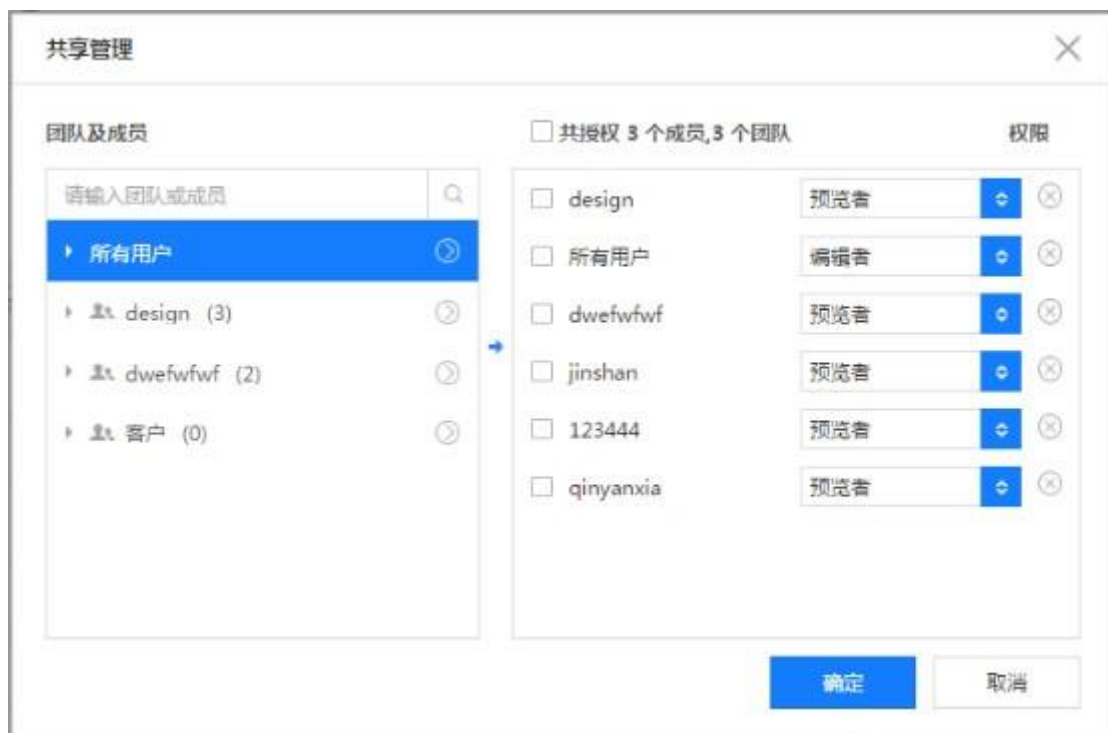 共享管理
团队及成员
共授权 3 个成员,3 个团队 权限
请输入团队或成员
所有用户
design (3)
dwefwfwf (2)
客户 (0)
design 预览者
所有用户 编辑者
dwefwfwf 预览者
jinshan 预览者
123444 预览者
qinyanxia 预览者
确定 取消